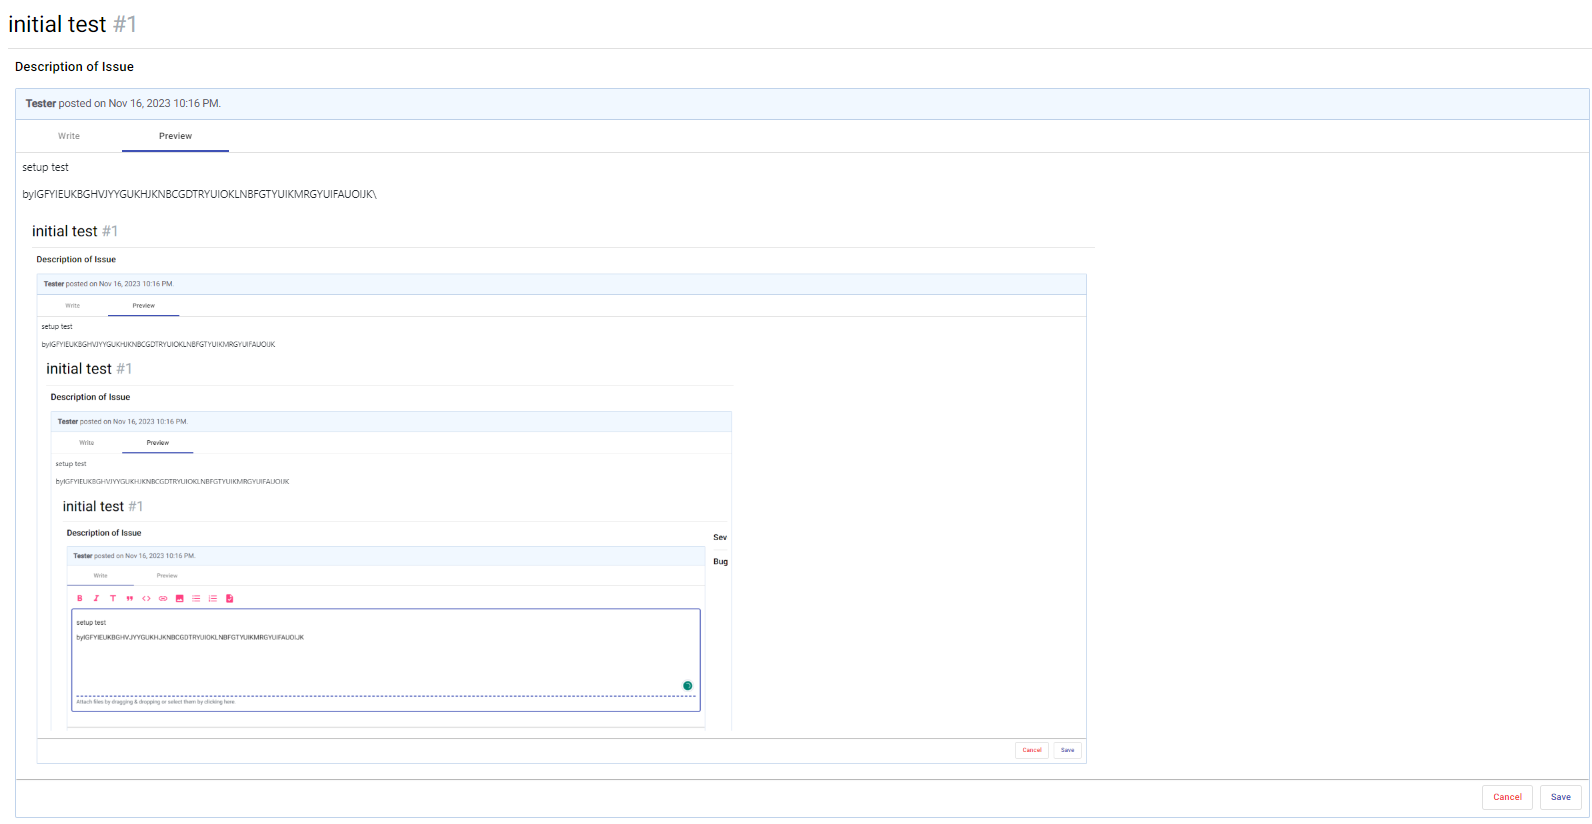 initial test #1
Description of Issue
Tester posted on Nov 16, 2023 10:16 PM.
Write Preview
setup test
byIGFYIEUKBGHVJYYGUKHJKNBCGDTRYUIOKLNBFGTYUIKMRGYUIFAUOIJK\
initial test #1
Description of Issue
Tester posted on Nov 16, 2023 10:16 PM.
Write Preview
setup test
byIGFYIEUKBGHVJYYGUKHJKNBCGDTRYUIOKLNBFGTYUIKMRGYUIFAUOIJK
initial test #1
Description of Issue
Tester posted on Nov 16, 2023 10:16 PM.
Write Preview
setup test
byIGFYIEUKBGHVJYYGUKHJKNBCGDTRYUIOKLNBFGTYUIKMRGYUIFAUOIJK
initial test #1
Description of Issue
Sev
Tester posted on Nov 16, 2023 10:16 PM.
Bug
Write Preview
B I T
setup test
byIGFYIEUKBGHVJYYGUKHJKNBCGDTRYUIOKLNBFGTYUIKMRGYUIFAUOIJK
Attach files by dragging & dropping or select them by clicking here.
Cancel Save
Cancel Save